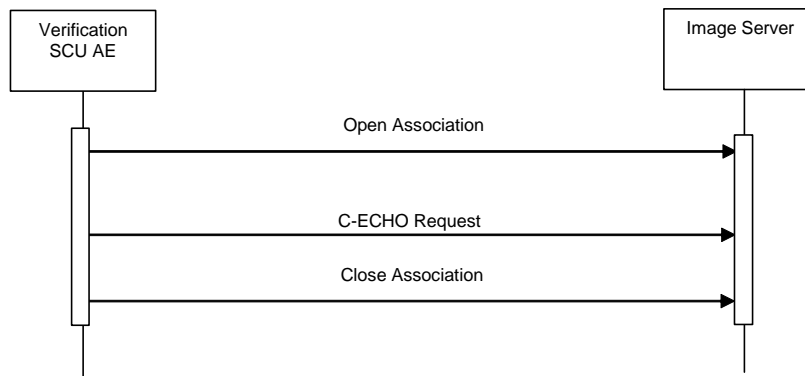 Verification
SCU AE
Image Server
Open Association
C-ECHO Request
Close Association